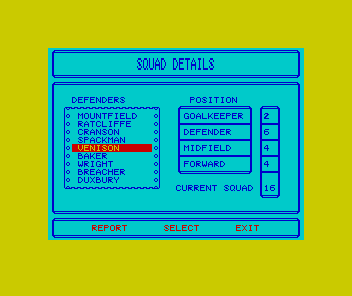 SQUAD DETAILS
DEFENDERS
MOUNTFIELD
RATCLIFFE
CRANSON
SPACKMAN
VENISON
BAKER
WRIGHT
BREACHER
DUXBURY
POSITION
GOALKEEPER 2
DEFENDER 6
MIDFIELD 4
FORWARD 4
CURRENT SQUAD 16
REPORT SELECT EXIT